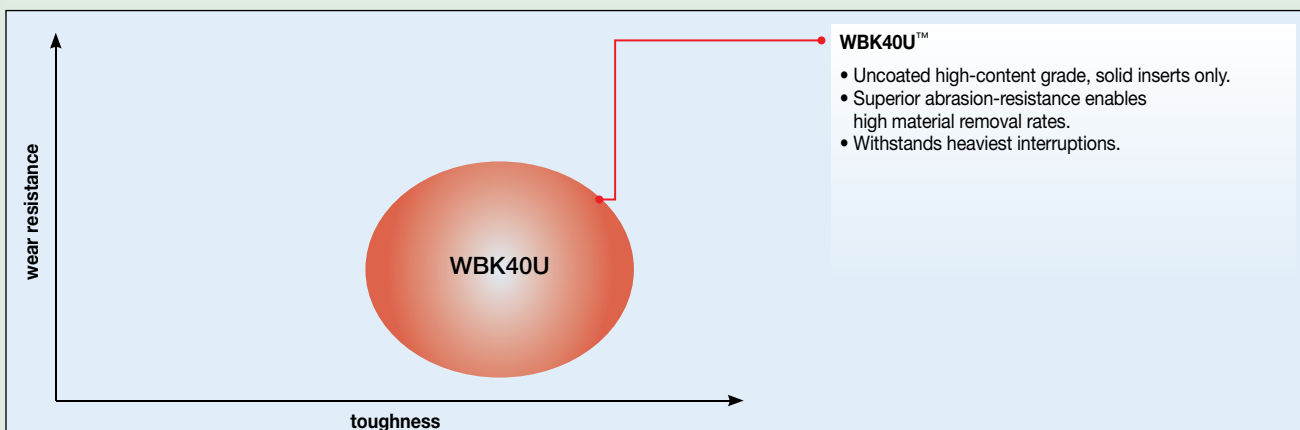 WBK40U™
• Uncoated high-content grade, solid inserts only.
• Superior abrasion-resistance enables
high material removal rates.
• Withstands heaviest interruptions.
wear resistance
WBK40U
toughness